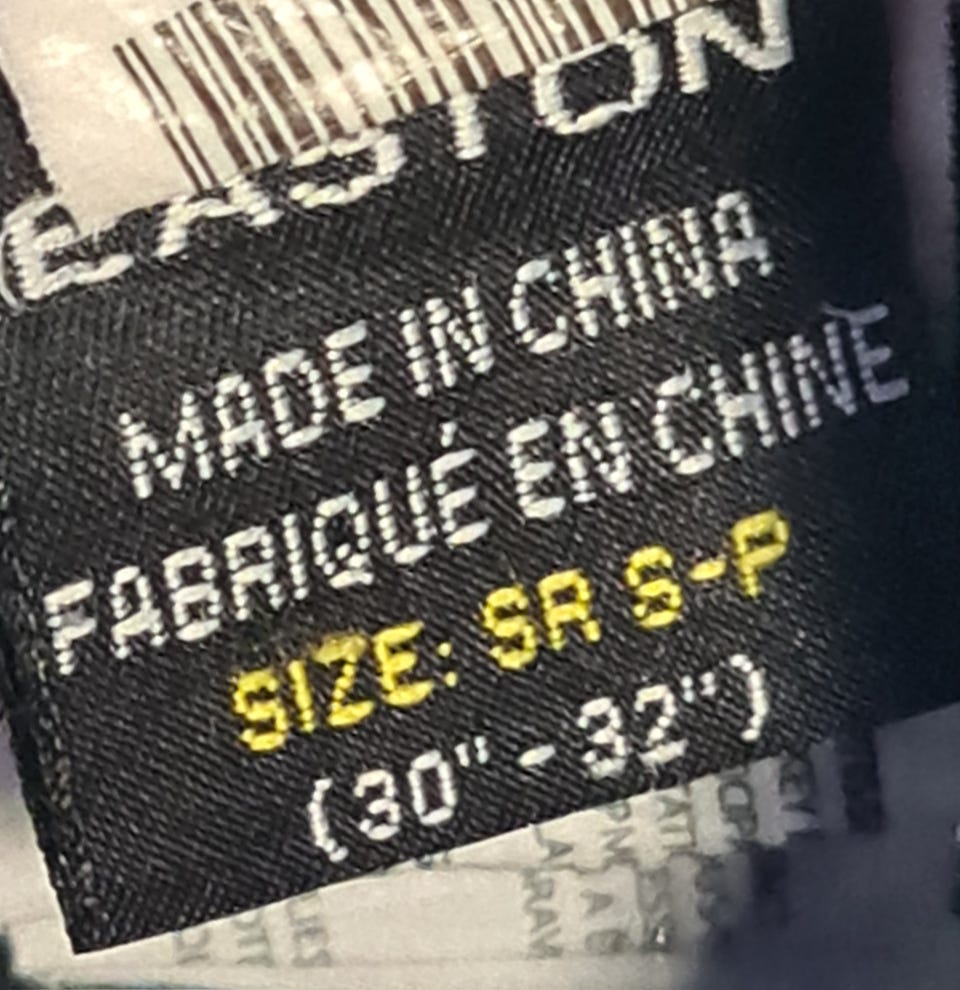 EASTON
MADE IN CHINA
FABRIQUÉ EN CHINE
SIZE: SR S-P
(30"-32")